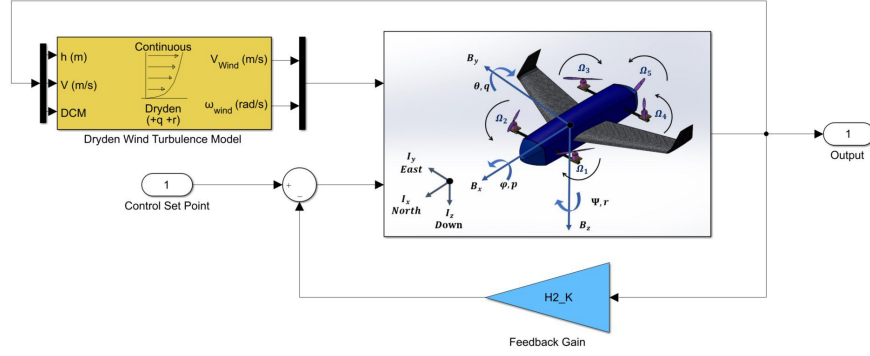 Continuous
h (m)
V (m/s)
DCM
V_Wind (m/s)
ω_wind (rad/s)
Dryden
(+q +r)
Dryden Wind Turbulence Model
B_y
θ, q
Ω_3
Ω_5
Ω_2
Ω_4
Ω_1
B_x
φ, p
Ψ, r
B_z
I_y
East
I_x
North
I_z
Down
1
Output
1
Control Set Point
+
−
H2_K
Feedback Gain